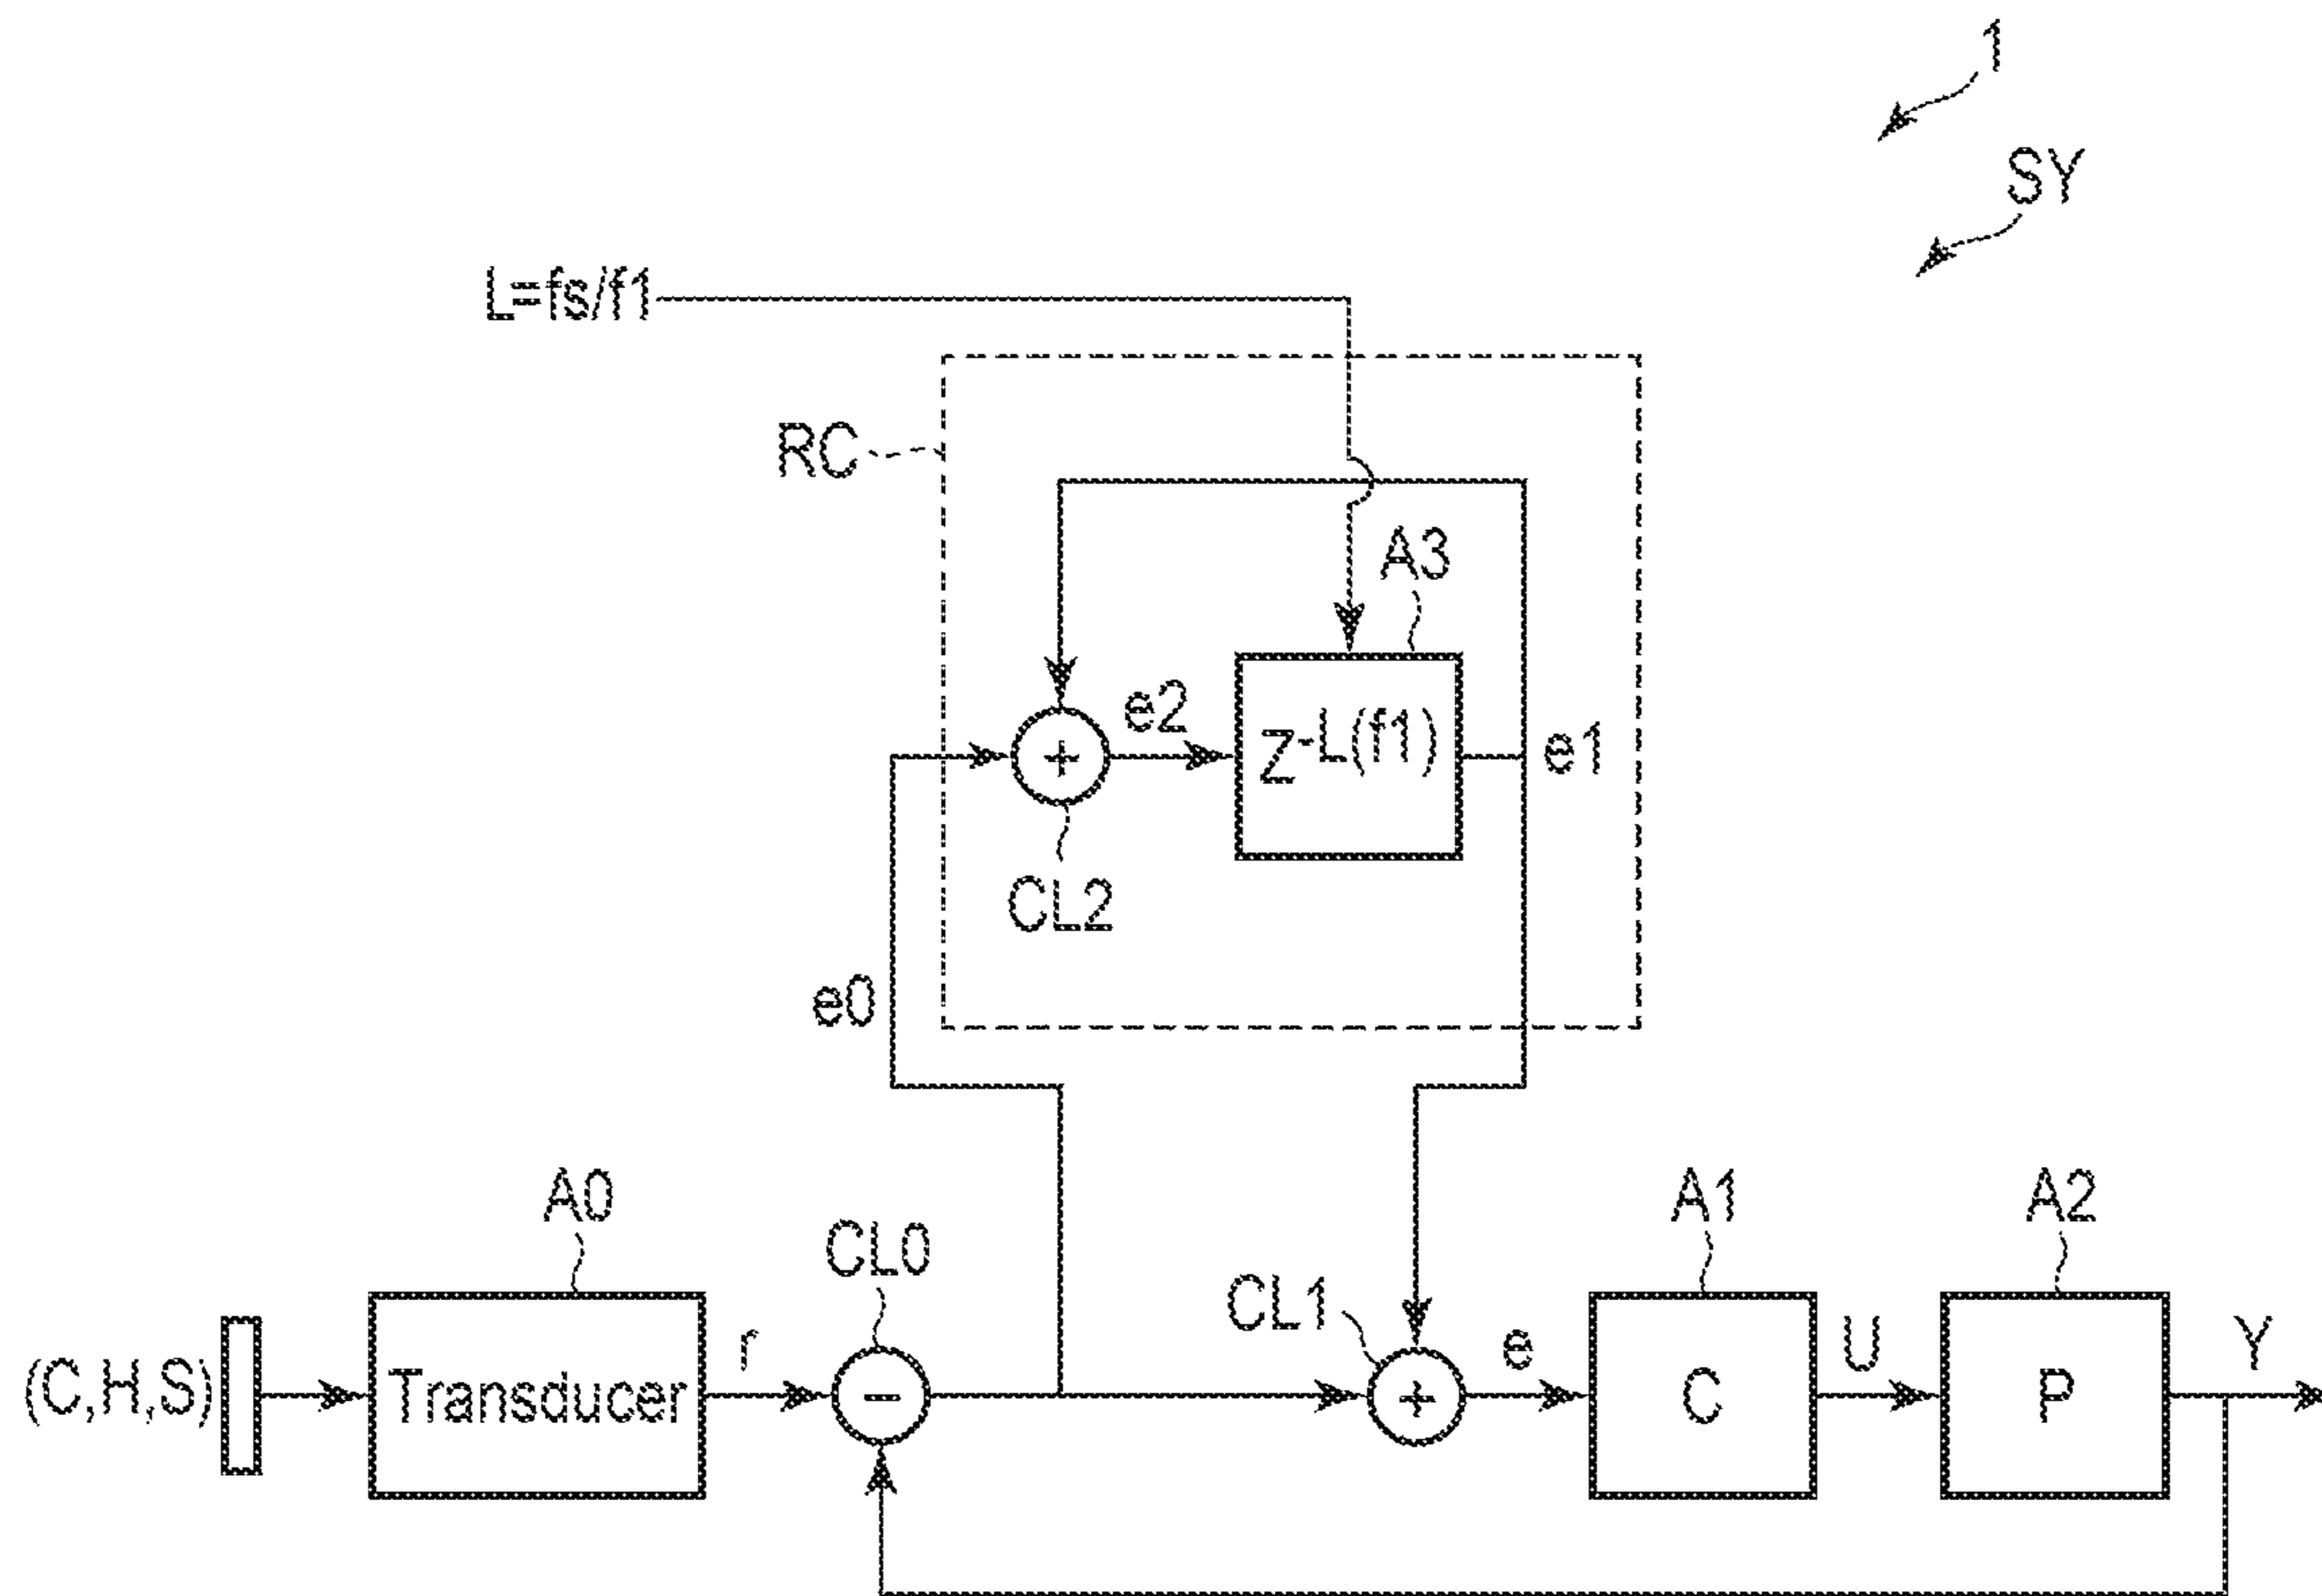 1
SY
L=fs/f1
RC
A3
e2
z-L(f1)
e1
+
CL2
e0
A0
CL0
CL1
A1
A2
(C,H,S)
Transducer
r
-
+
e
C
U
P
Y